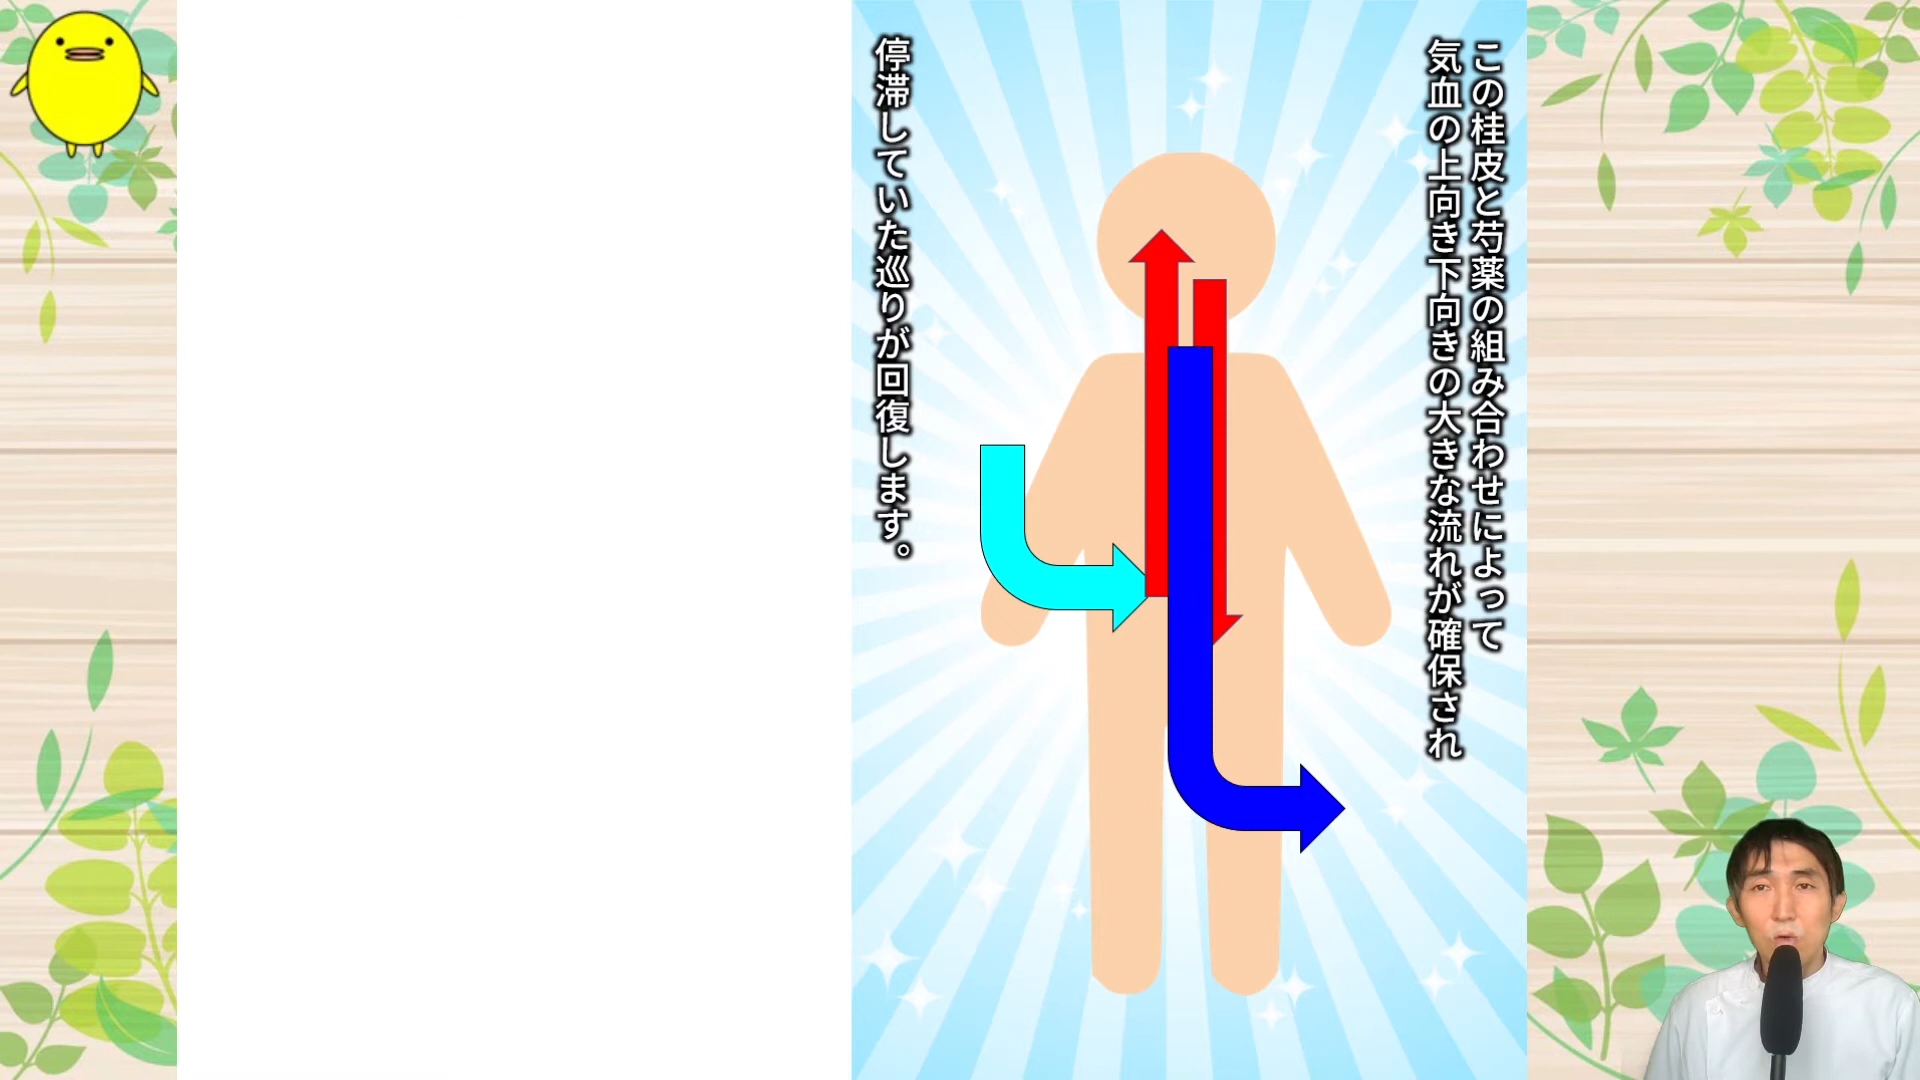 この桂皮と芍薬の組み合わせによって
気血の上向き下向きの大きな流れが確保され
停滞していた巡りが回復します。